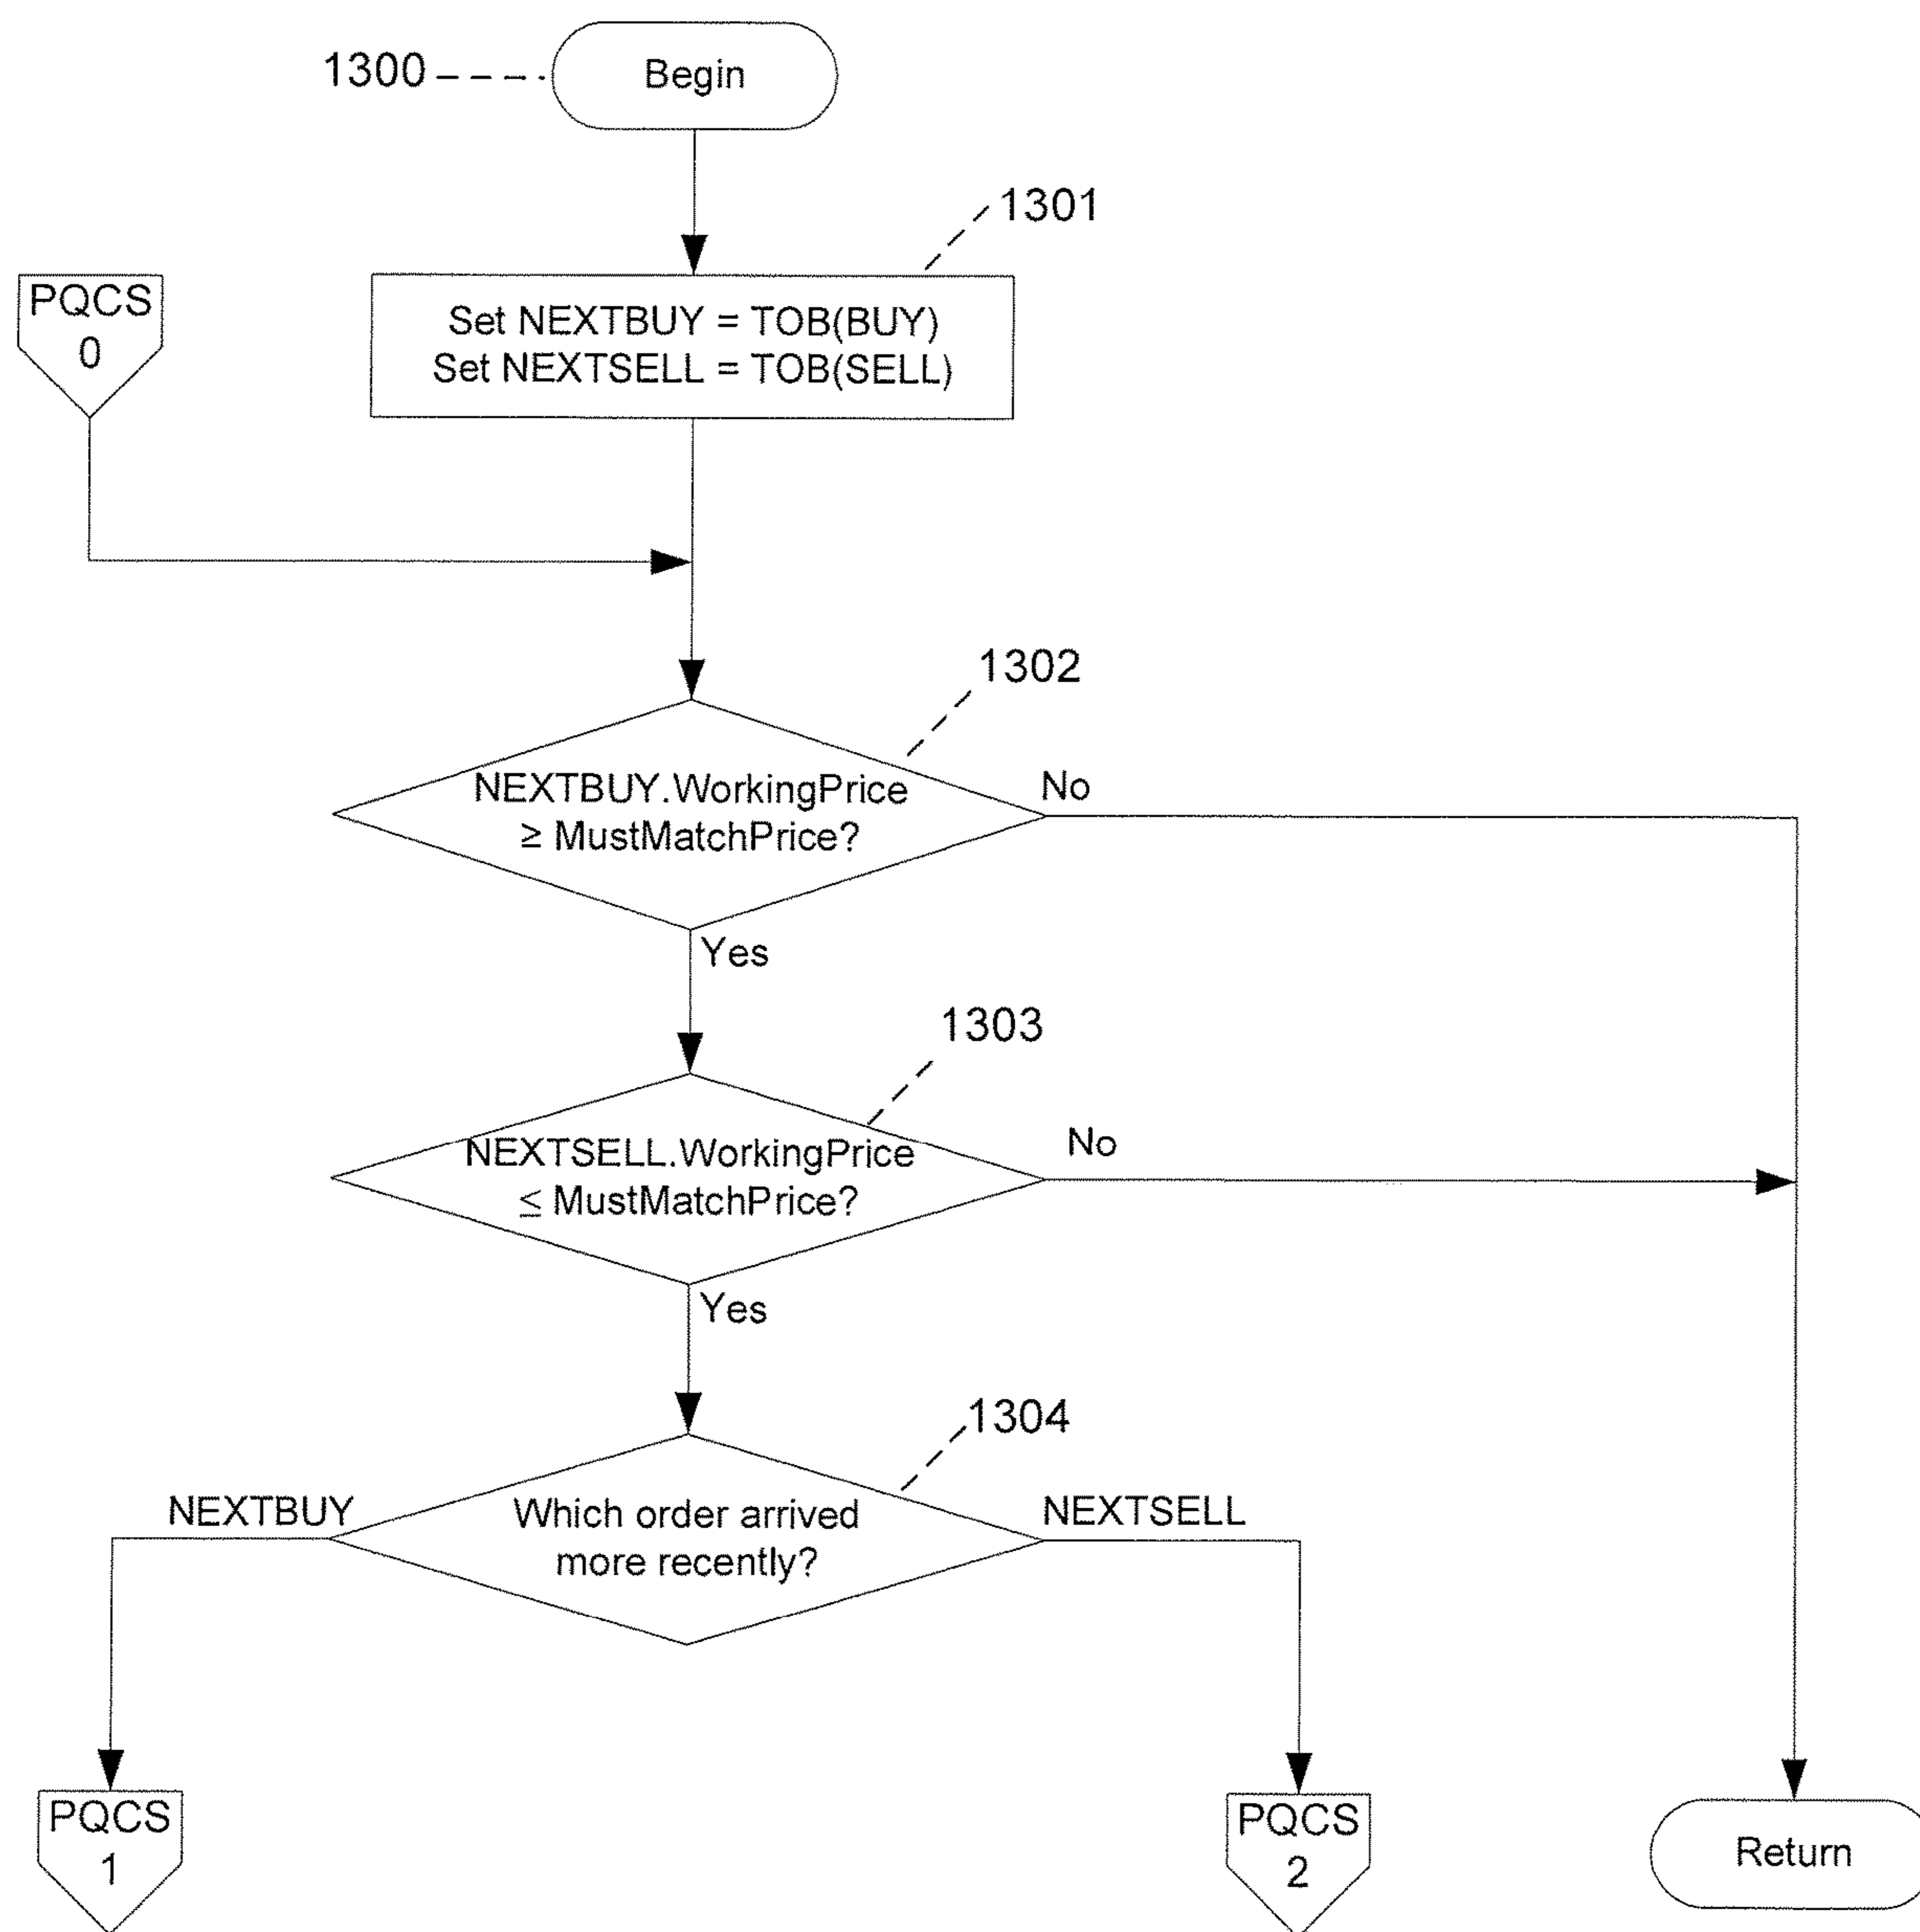 1300
Begin
1301
PQCS
0
Set NEXTBUY = TOB(BUY)
Set NEXTSELL = TOB(SELL)
1302
NEXTBUY.WorkingPrice
≥ MustMatchPrice?
No
Yes
1303
NEXTSELL.WorkingPrice
≤ MustMatchPrice?
No
Yes
1304
NEXTBUY
Which order arrived
more recently?
NEXTSELL
PQCS
1
PQCS
2
Return